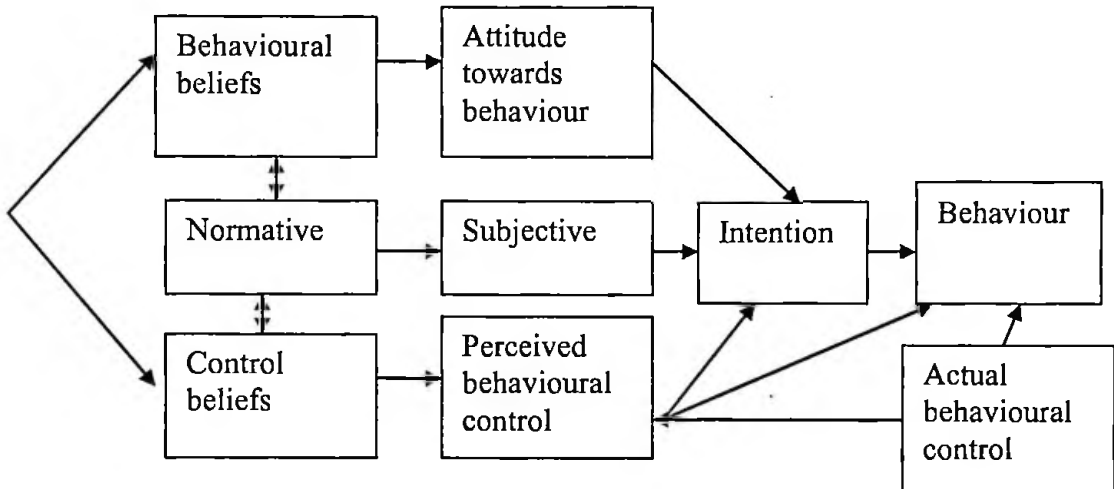 Behavioural
beliefs
Attitude
towards
behaviour
Normative
Subjective
Intention
Behaviour
Control
beliefs
Perceived
behavioural
control
Actual
behavioural
control